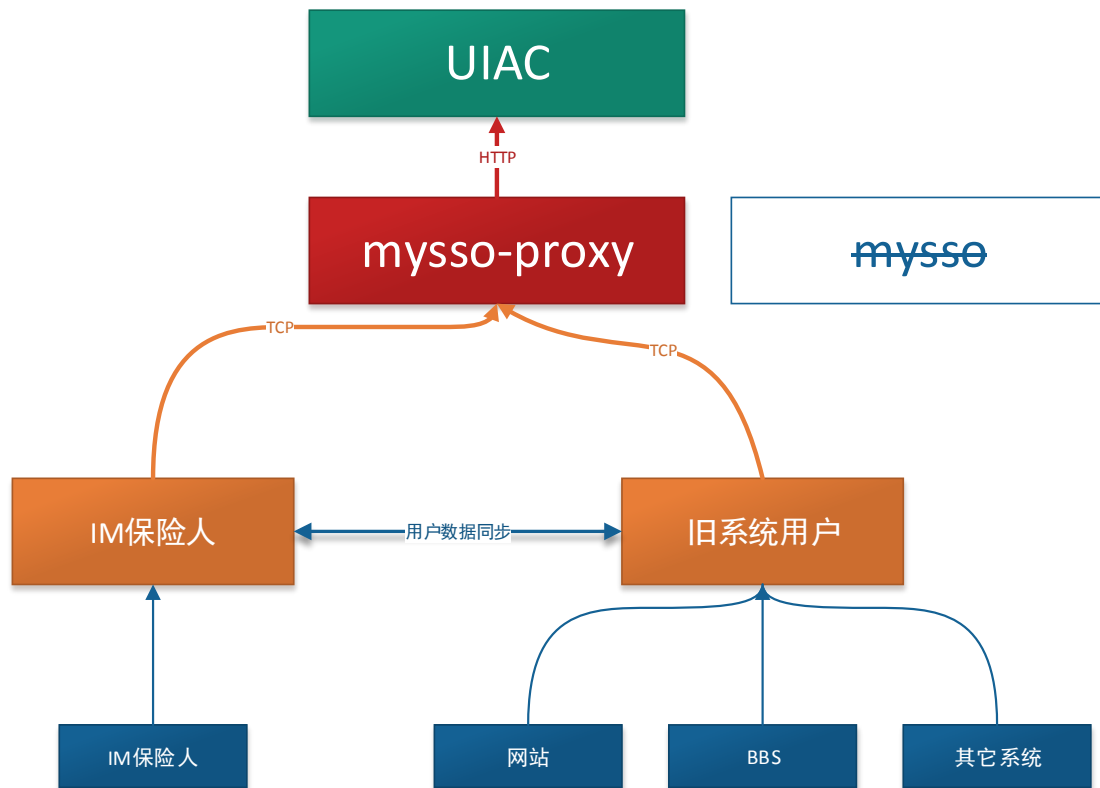 UIAC
HTTP
mysso-proxy
mysso
TCP
TCP
IM保险人
用户数据同步
旧系统用户
IM保险人
网站
BBS
其它系统